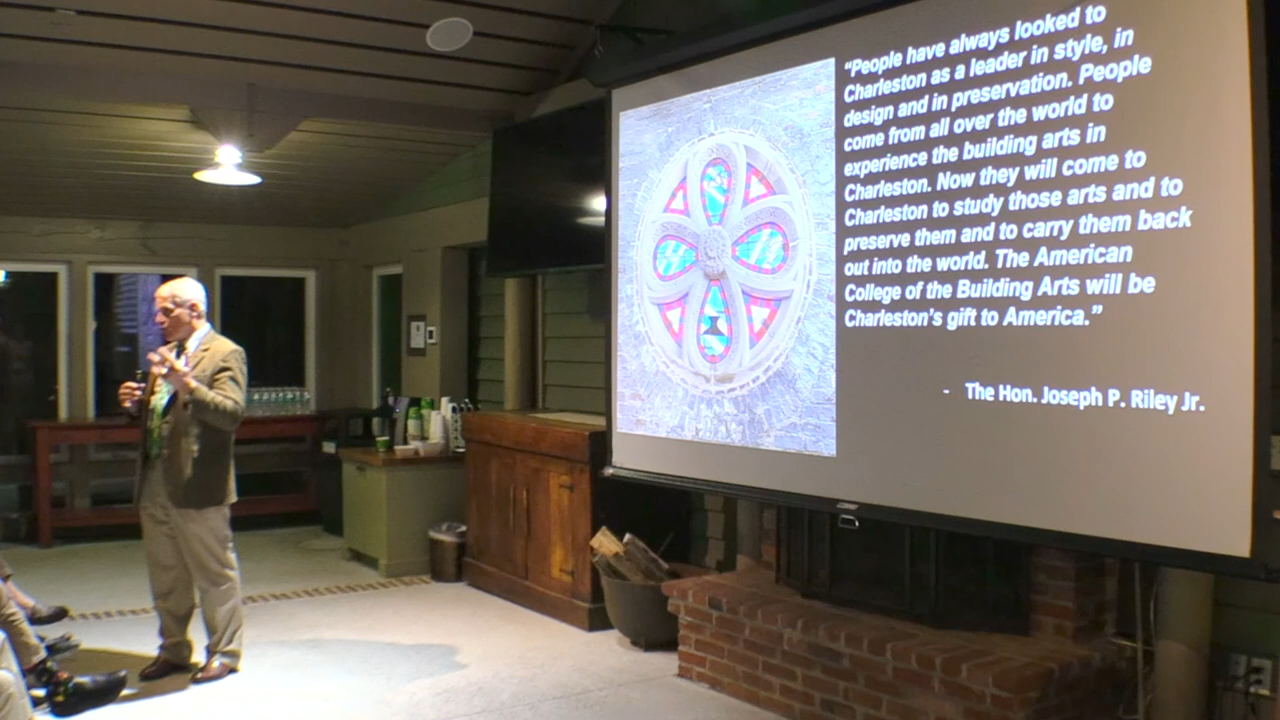 “People have always looked to
Charleston as a leader in style, in
design and in preservation. People
come from all over the world to
experience the building arts in
Charleston. Now they will come to
Charleston to study those arts and to
preserve them and to carry them back
out into the world. The American
College of the Building Arts will be
Charleston’s gift to America.”
- The Hon. Joseph P. Riley Jr.